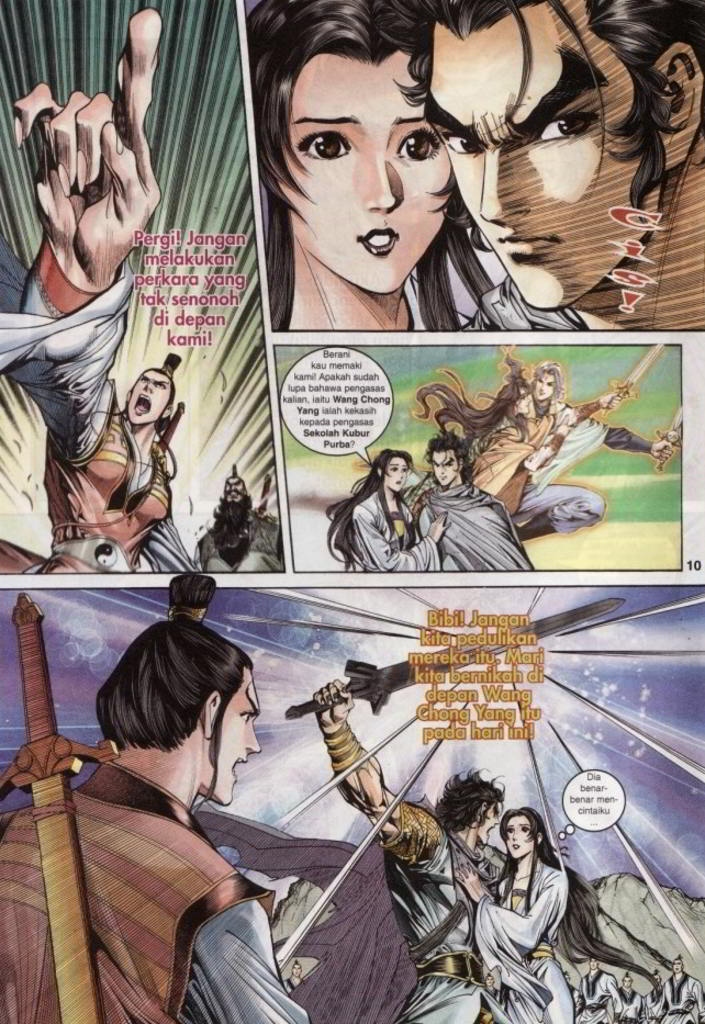 Pergi! Jangan
melakukan
perkara yang
tak senonoh
di depan
kami!
Berani
kau memaki
kami! Apakah sudah
lupa bahawa pengasas
kalian, iaitu Wang Chong
Yang ialah kekasih
kepada pengasas
Sekolah Kubur
Purba?
10
Bibi! Jangan
kita pedulikan
mereka itu. Mari
kita bernikah di
depan Wang
Chong Yang itu
pada hari ini!
Dia
benar-
benar men-
cintaiku
...